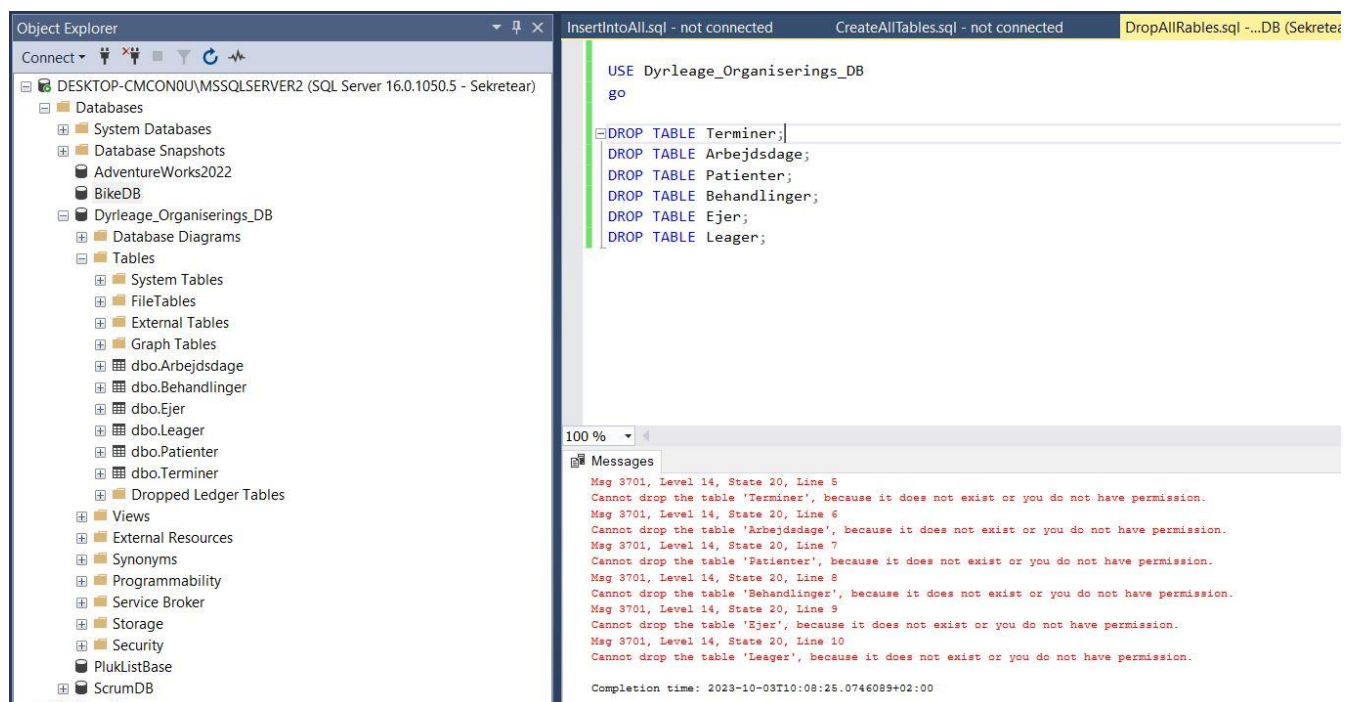 Object Explorer
Connect
DESKTOP-CMCON0U\MSSQLSERVER2 (SQL Server 16.0.1050.5 - Sekretear)
Databases
System Databases
Database Snapshots
AdventureWorks2022
BikeDB
Dyrleage_Organiserings_DB
Database Diagrams
Tables
System Tables
FileTables
External Tables
Graph Tables
dbo.Arbejdsdage
dbo.Behandlinger
dbo.Ejer
dbo.Leager
dbo.Patienter
dbo.Terminer
Dropped Ledger Tables
Views
External Resources
Synonyms
Programmability
Service Broker
Storage
Security
PlukListBase
ScrumDB
InsertIntoAll.sql - not connected
CreateAllTables.sql - not connected
DropAllRables.sql -...DB (Sekretea
USE Dyrleage_Organiserings_DB
go
DROP TABLE Terminer;
DROP TABLE Arbejdsdage;
DROP TABLE Patienter;
DROP TABLE Behandlinger;
DROP TABLE Ejer;
DROP TABLE Leager;
100 %
Messages
Msg 3701, Level 14, State 20, Line 5
Cannot drop the table 'Terminer', because it does not exist or you do not have permission.
Msg 3701, Level 14, State 20, Line 6
Cannot drop the table 'Arbejdsdage', because it does not exist or you do not have permission.
Msg 3701, Level 14, State 20, Line 7
Cannot drop the table 'Patienter', because it does not exist or you do not have permission.
Msg 3701, Level 14, State 20, Line 8
Cannot drop the table 'Behandlinger', because it does not exist or you do not have permission.
Msg 3701, Level 14, State 20, Line 9
Cannot drop the table 'Ejer', because it does not exist or you do not have permission.
Msg 3701, Level 14, State 20, Line 10
Cannot drop the table 'Leager', because it does not exist or you do not have permission.
Completion time: 2023-10-03T10:08:25.0746089+02:00